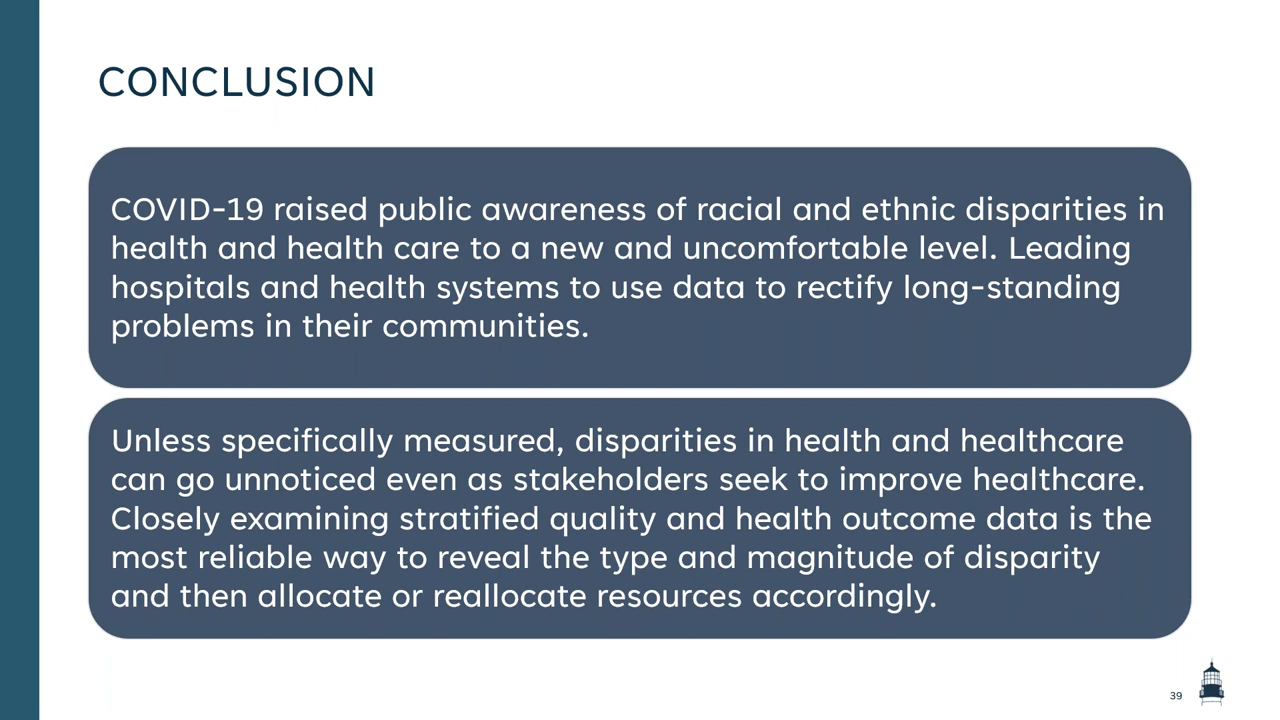 CONCLUSION
COVID-19 raised public awareness of racial and ethnic disparities in
health and health care to a new and uncomfortable level. Leading
hospitals and health systems to use data to rectify long-standing
problems in their communities.
Unless specifically measured, disparities in health and healthcare
can go unnoticed even as stakeholders seek to improve healthcare.
Closely examining stratified quality and health outcome data is the
most reliable way to reveal the type and magnitude of disparity
and then allocate or reallocate resources accordingly.
39